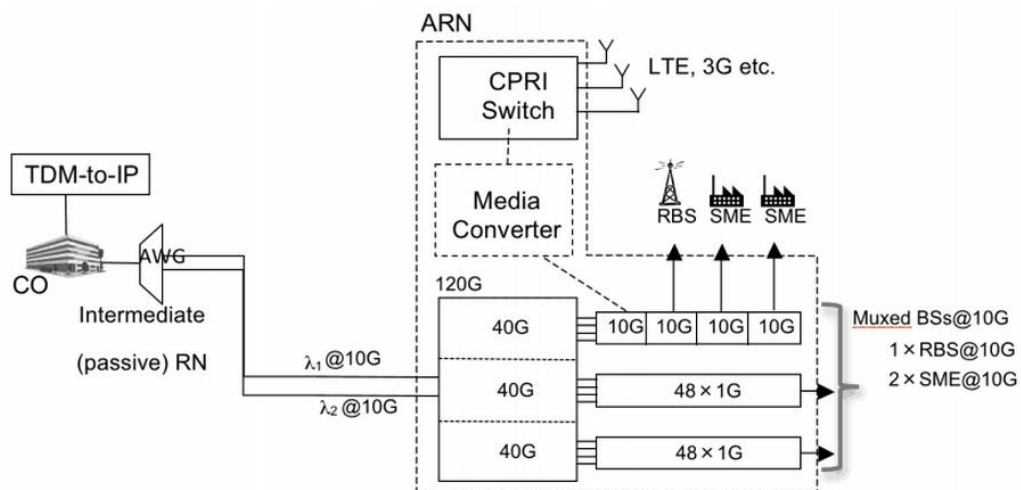 ARN
CPRI
Switch
LTE, 3G etc.
TDM-to-IP
CO
AWG
Intermediate
(passive) RN
Media
Converter
RBS
SME
SME
120G
40G
10G
10G
10G
10G
λ₁@10G
λ₂@10G
40G
48×1G
40G
48×1G
Muxed BSs@10G
1×RBS@10G
2×SME@10G